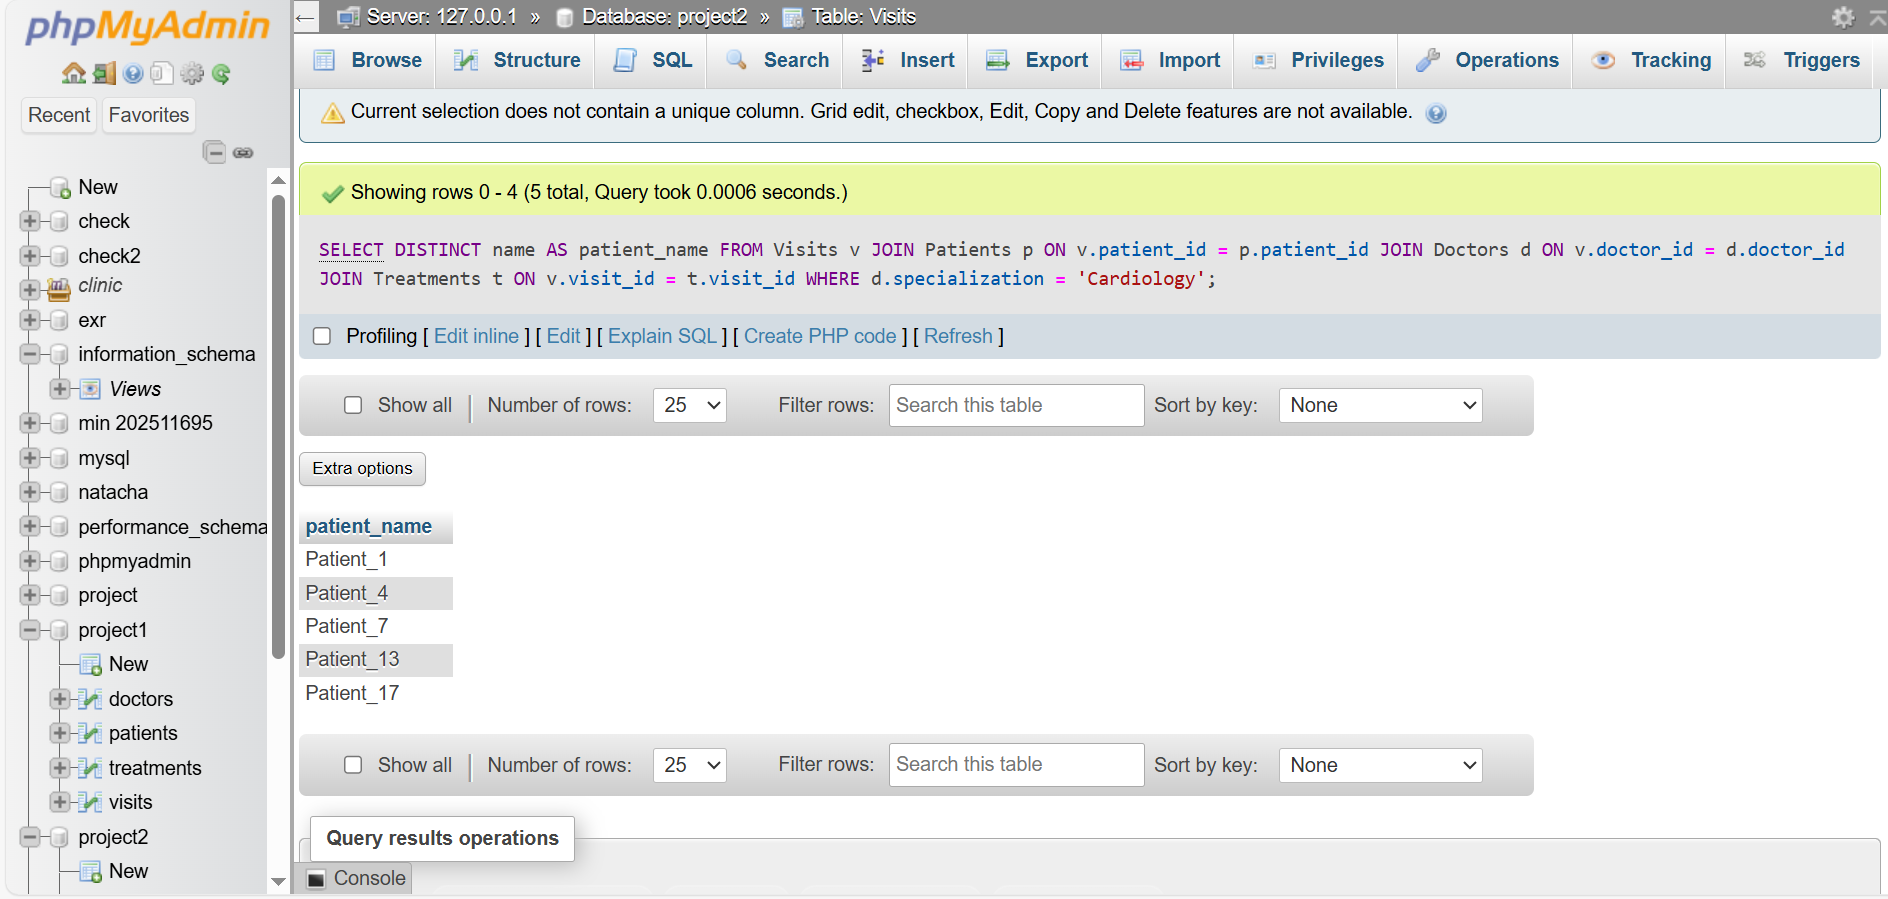 phpMyAdmin
Recent
Favorites
New
check
check2
clinic
exr
information_schema
Views
min 202511695
mysql
natacha
performance_schema
phpmyadmin
project
project1
New
doctors
patients
treatments
visits
project2
New
Server: 127.0.0.1 » Database: project2 » Table: Visits
Browse Structure SQL Search Insert Export Import Privileges Operations Tracking Triggers
Current selection does not contain a unique column. Grid edit, checkbox, Edit, Copy and Delete features are not available.
Showing rows 0 - 4 (5 total, Query took 0.0006 seconds.)
SELECT DISTINCT name AS patient_name FROM Visits v JOIN Patients p ON v.patient_id = p.patient_id JOIN Doctors d ON v.doctor_id = d.doctor_id
JOIN Treatments t ON v.visit_id = t.visit_id WHERE d.specialization = 'Cardiology';
Profiling [ Edit inline ] [ Edit ] [ Explain SQL ] [ Create PHP code ] [ Refresh ]
Show all | Number of rows: 25 Filter rows: Search this table Sort by key: None
Extra options
patient_name
Patient_1
Patient_4
Patient_7
Patient_13
Patient_17
Show all | Number of rows: 25 Filter rows: Search this table Sort by key: None
Query results operations
Console